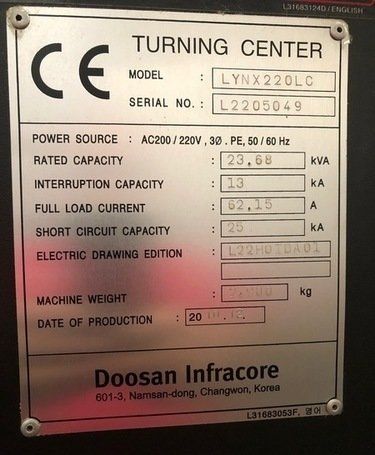 L31683124D / ENGLISH
CE
TURNING CENTER
MODEL : LYNX220LC
SERIAL NO. : L2205049
POWER SOURCE : AC200 / 220V, 3Ø. PE, 50 / 60 Hz
RATED CAPACITY : 23,68 kVA
INTERRUPTION CAPACITY : 13 kA
FULL LOAD CURRENT : 62,15 A
SHORT CIRCUIT CAPACITY : 25 kA
ELECTRIC DRAWING EDITION :
MACHINE WEIGHT : kg
DATE OF PRODUCTION : 20
Doosan Infracore
601-3, Namsan-dong, Changwon, Korea
L31683053F, 영어